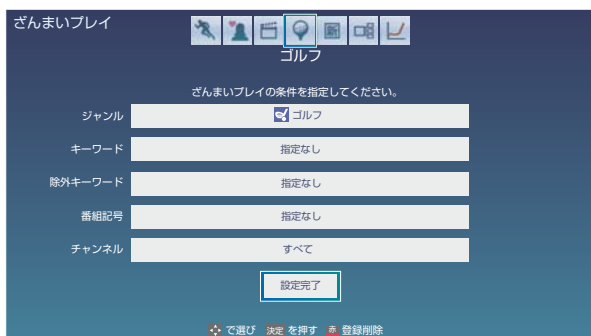 ざんまいプレイ
ゴルフ
ざんまいプレイの条件を指定してください。
ジャンル ゴルフ
キーワード 指定なし
除外キーワード 指定なし
番組記号 指定なし
チャンネル すべて
設定完了
で選び 決定 を押す 赤 登録削除